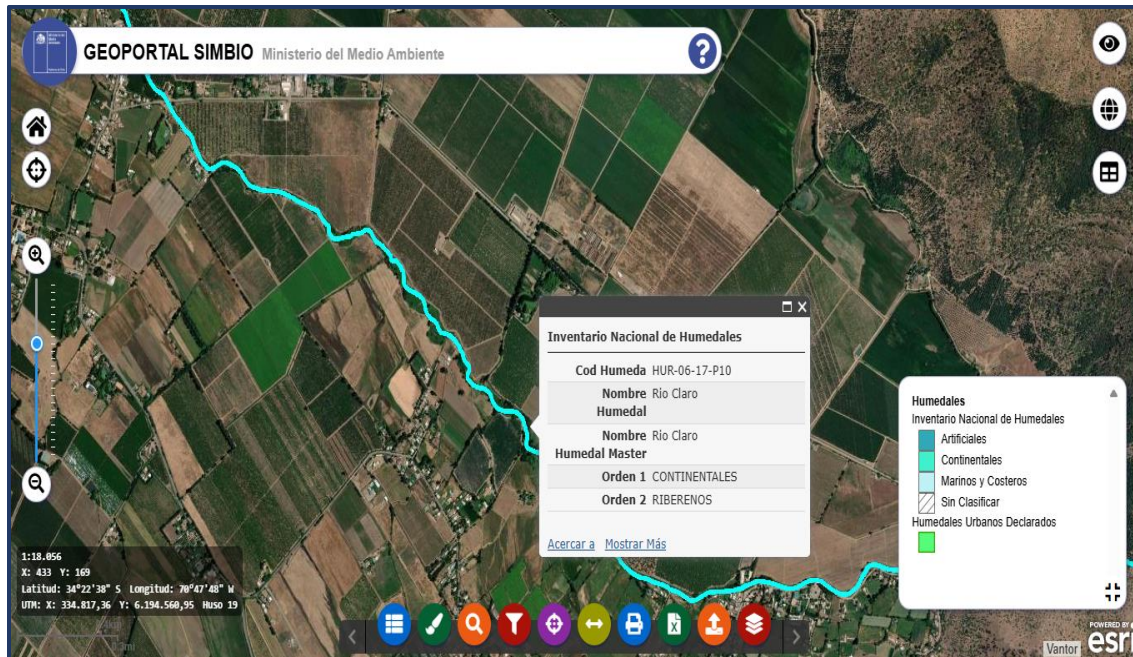 GEOPORTAL SIMBIO Ministerio del Medio Ambiente
?
Inventario Nacional de Humedales
Cod Humeda HUR-06-17-P10
Nombre Humedal Rio Claro
Nombre Humedal Master Rio Claro
Orden 1 CONTINENTALES
Orden 2 RIBERENOS
Acercar a Mostrar Más
Humedales
Inventario Nacional de Humedales
Artificiales
Continentales
Marinos y Costeros
Sin Clasificar
Humedales Urbanos Declarados
1:18.056
X: 433 Y: 169
Latitud: 34°22'38" S Longitud: 70°47'48" W
UTM: X: 334.817,36 Y: 6.194.560,95 Huso 19
Vantor
POWERED BY
esri